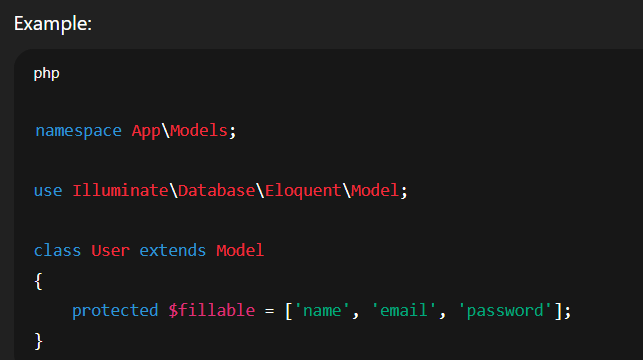 Example:
php
namespace App\Models;
use Illuminate\Database\Eloquent\Model;
class User extends Model
{
    protected $fillable = ['name', 'email', 'password'];
}